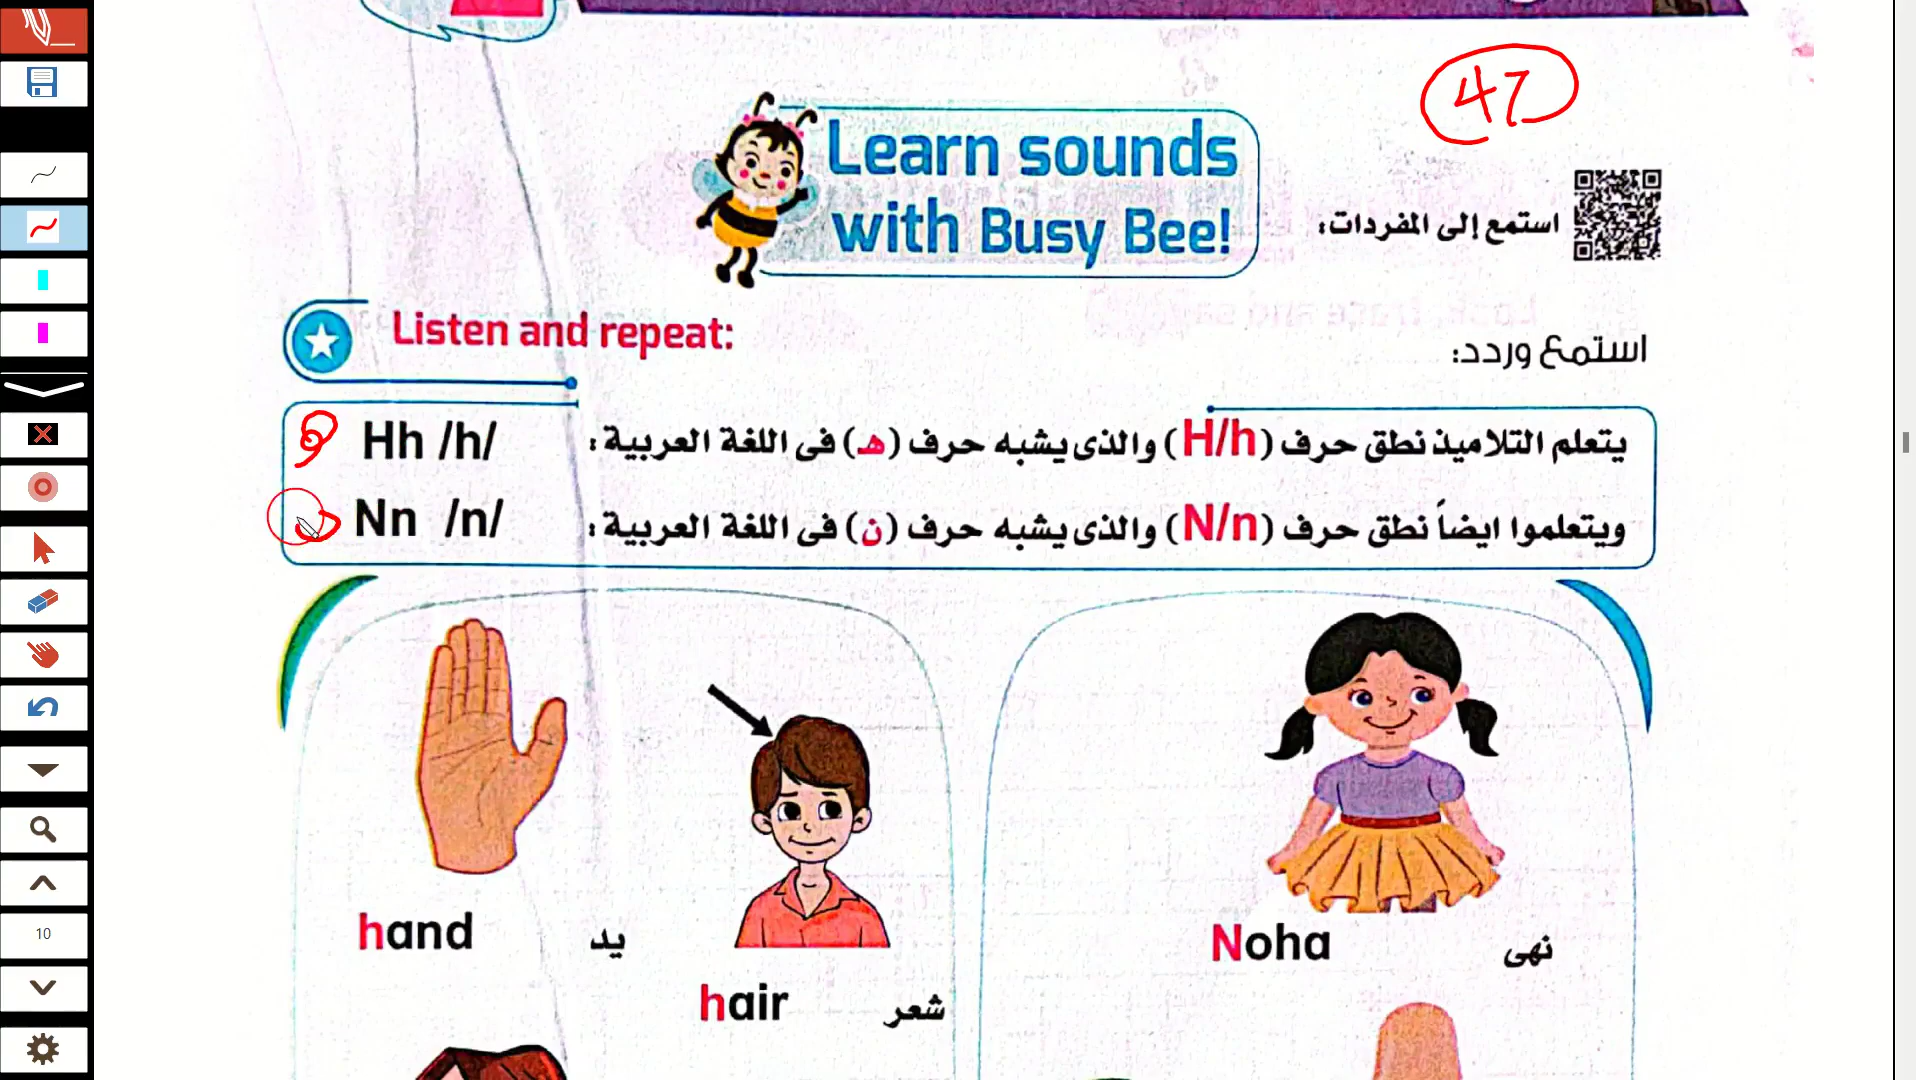 47
Learn sounds
with Busy Bee!
استمع إلى المفردات:
Listen and repeat:
استمع وردد:
يتعلم التلاميذ نطق حرف (H/h) والذى يشبه حرف (هـ) فى اللغة العربية :
Hh /h/
ويتعلموا ايضاً نطق حرف (N/n) والذى يشبه حرف (ن) فى اللغة العربية :
Nn /n/
hand
يد
hair
شعر
Noha
نهى
10